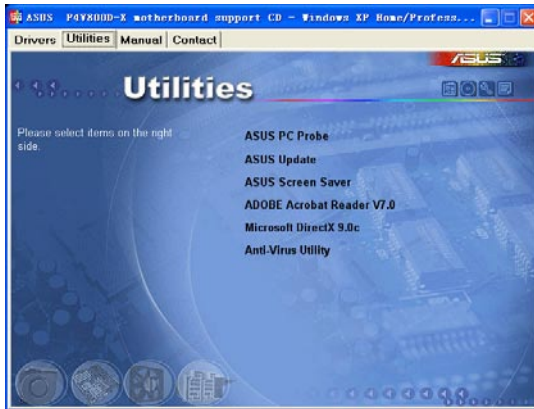 ASUS P4V800D-X motherboard support CD - Windows XP Home/Profess...
Drivers Utilities Manual Contact
ASUS
Utilities
Please select items on the right
side.
ASUS PC Probe
ASUS Update
ASUS Screen Saver
ADOBE Acrobat Reader V7.0
Microsoft DirectX 9.0c
Anti-Virus Utility